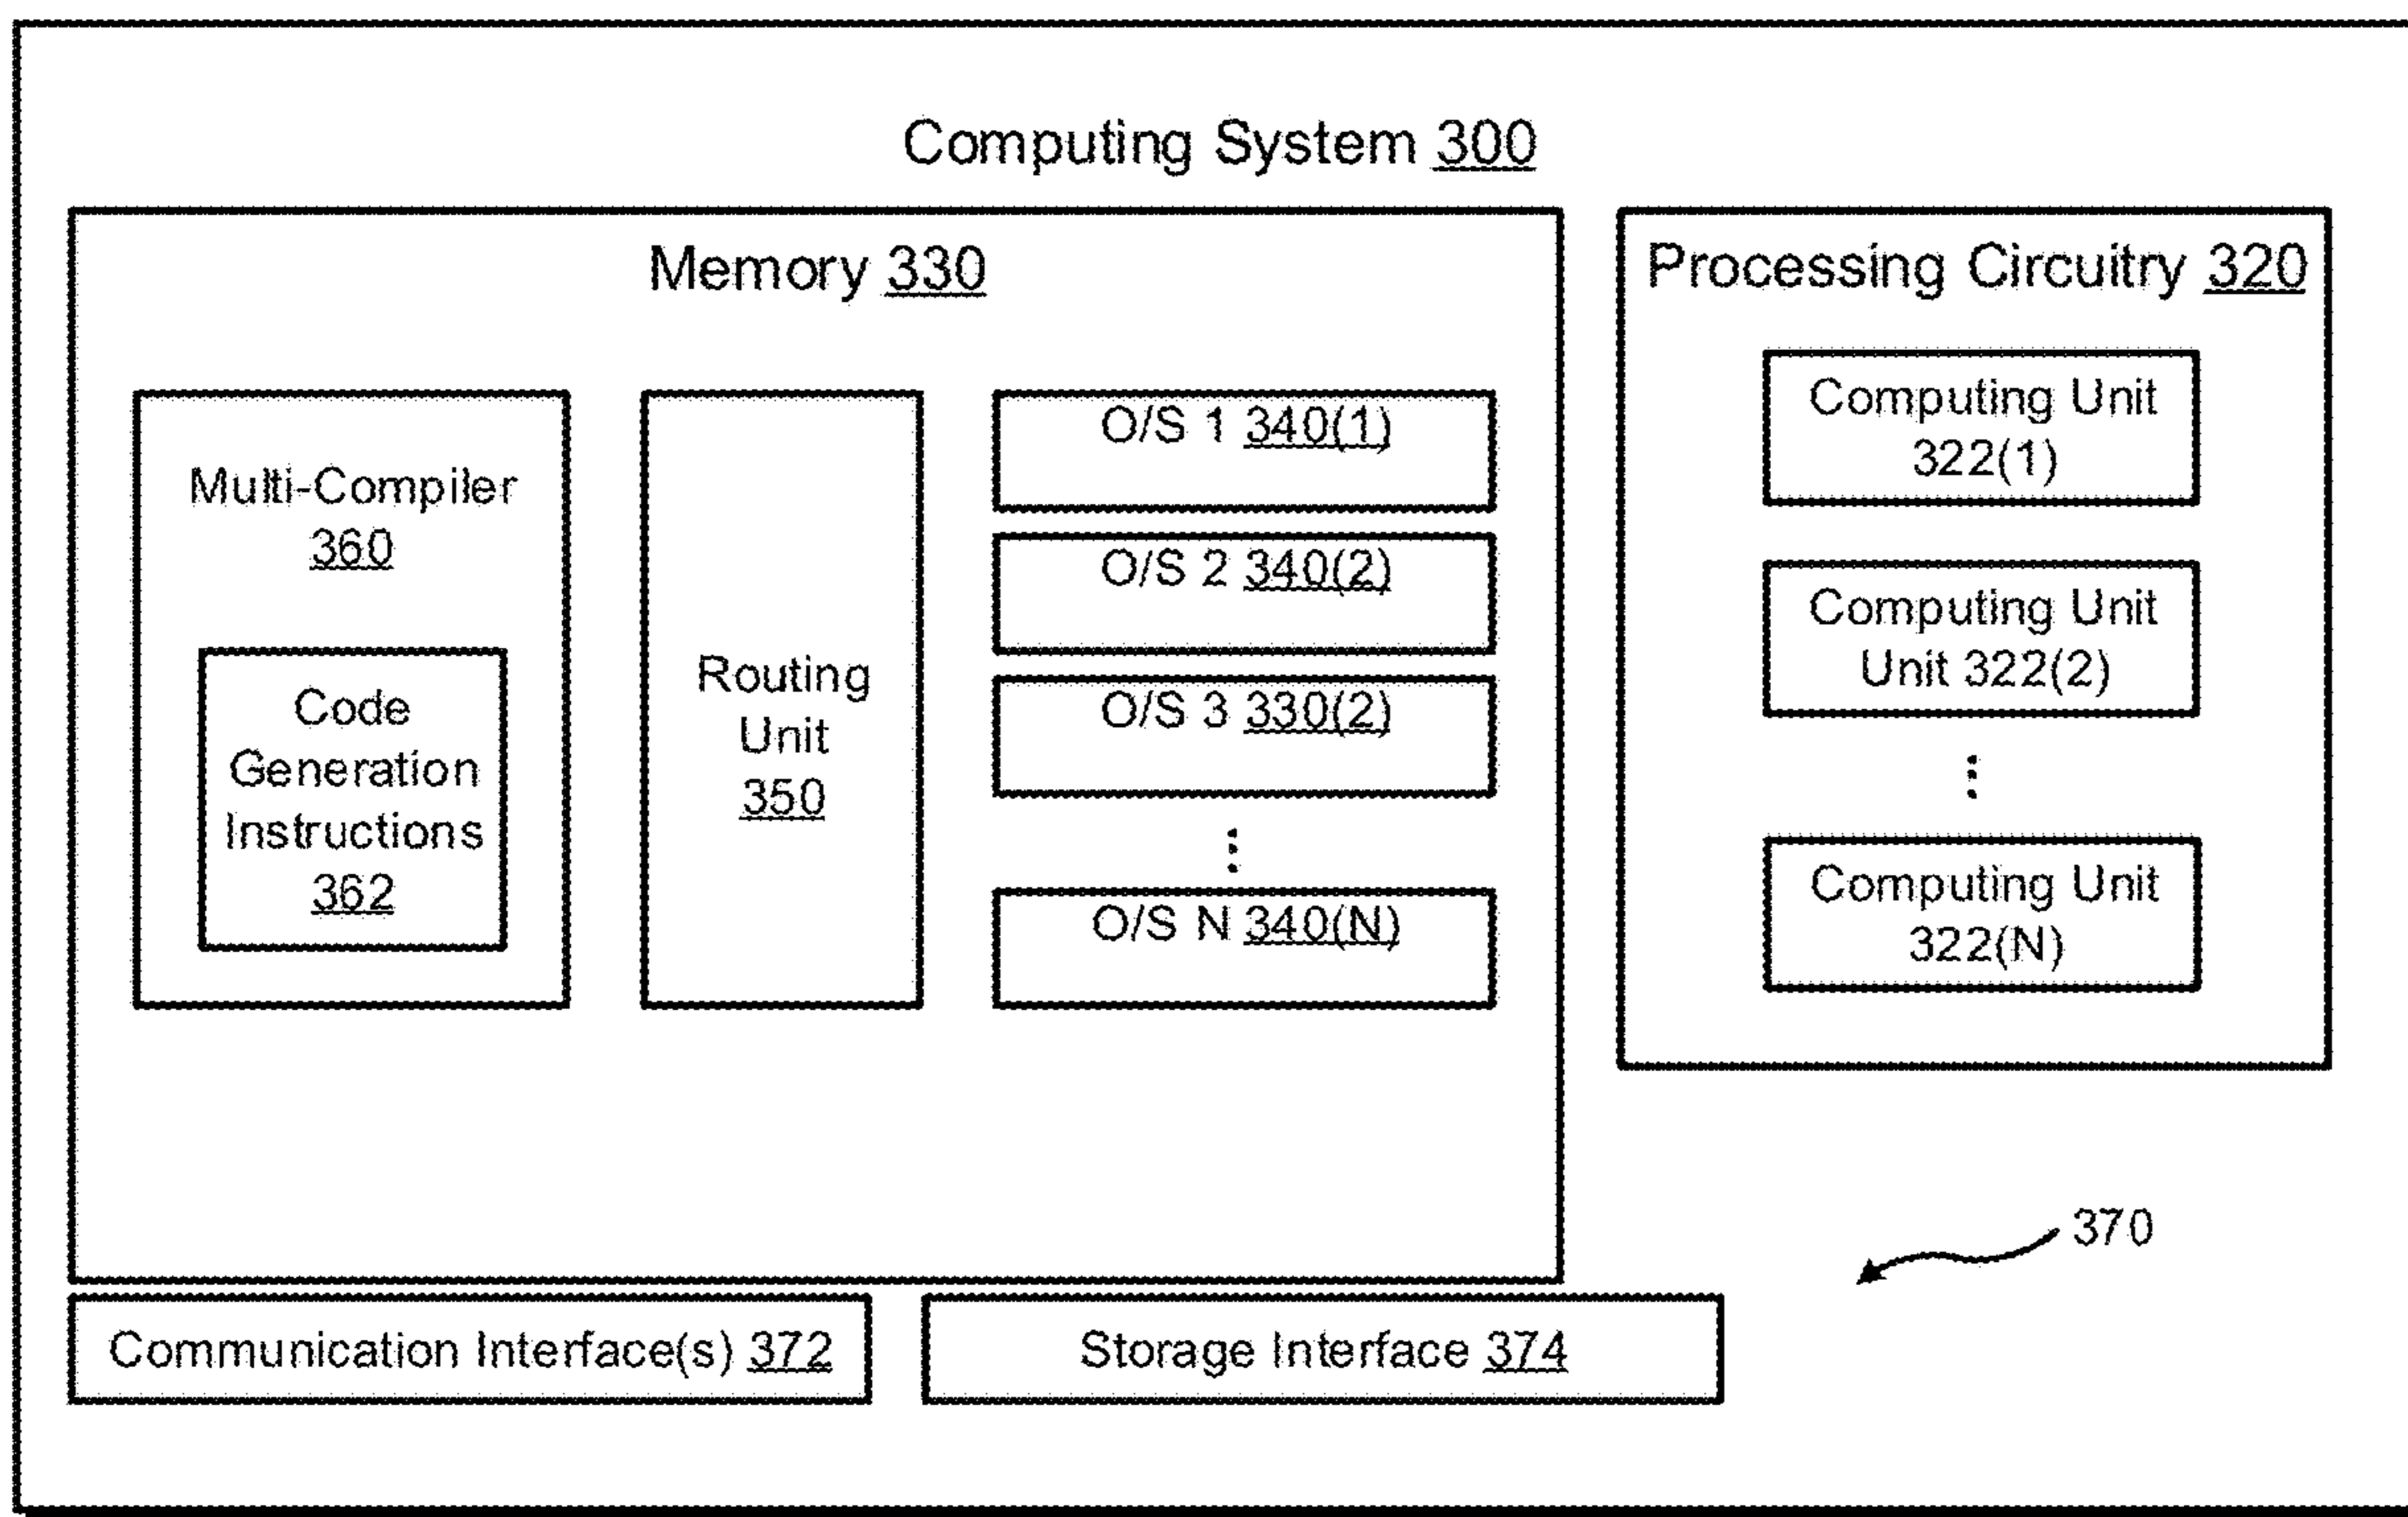 Computing System 300
Memory 330
Multi-Compiler
360
Code
Generation
Instructions
362
Routing
Unit
350
O/S 1 340(1)
O/S 2 340(2)
O/S 3 330(2)
⋮
O/S N 340(N)
Processing Circuitry 320
Computing Unit
322(1)
Computing Unit
Unit 322(2)
⋮
Computing Unit
322(N)
370
Communication Interface(s) 372
Storage Interface 374